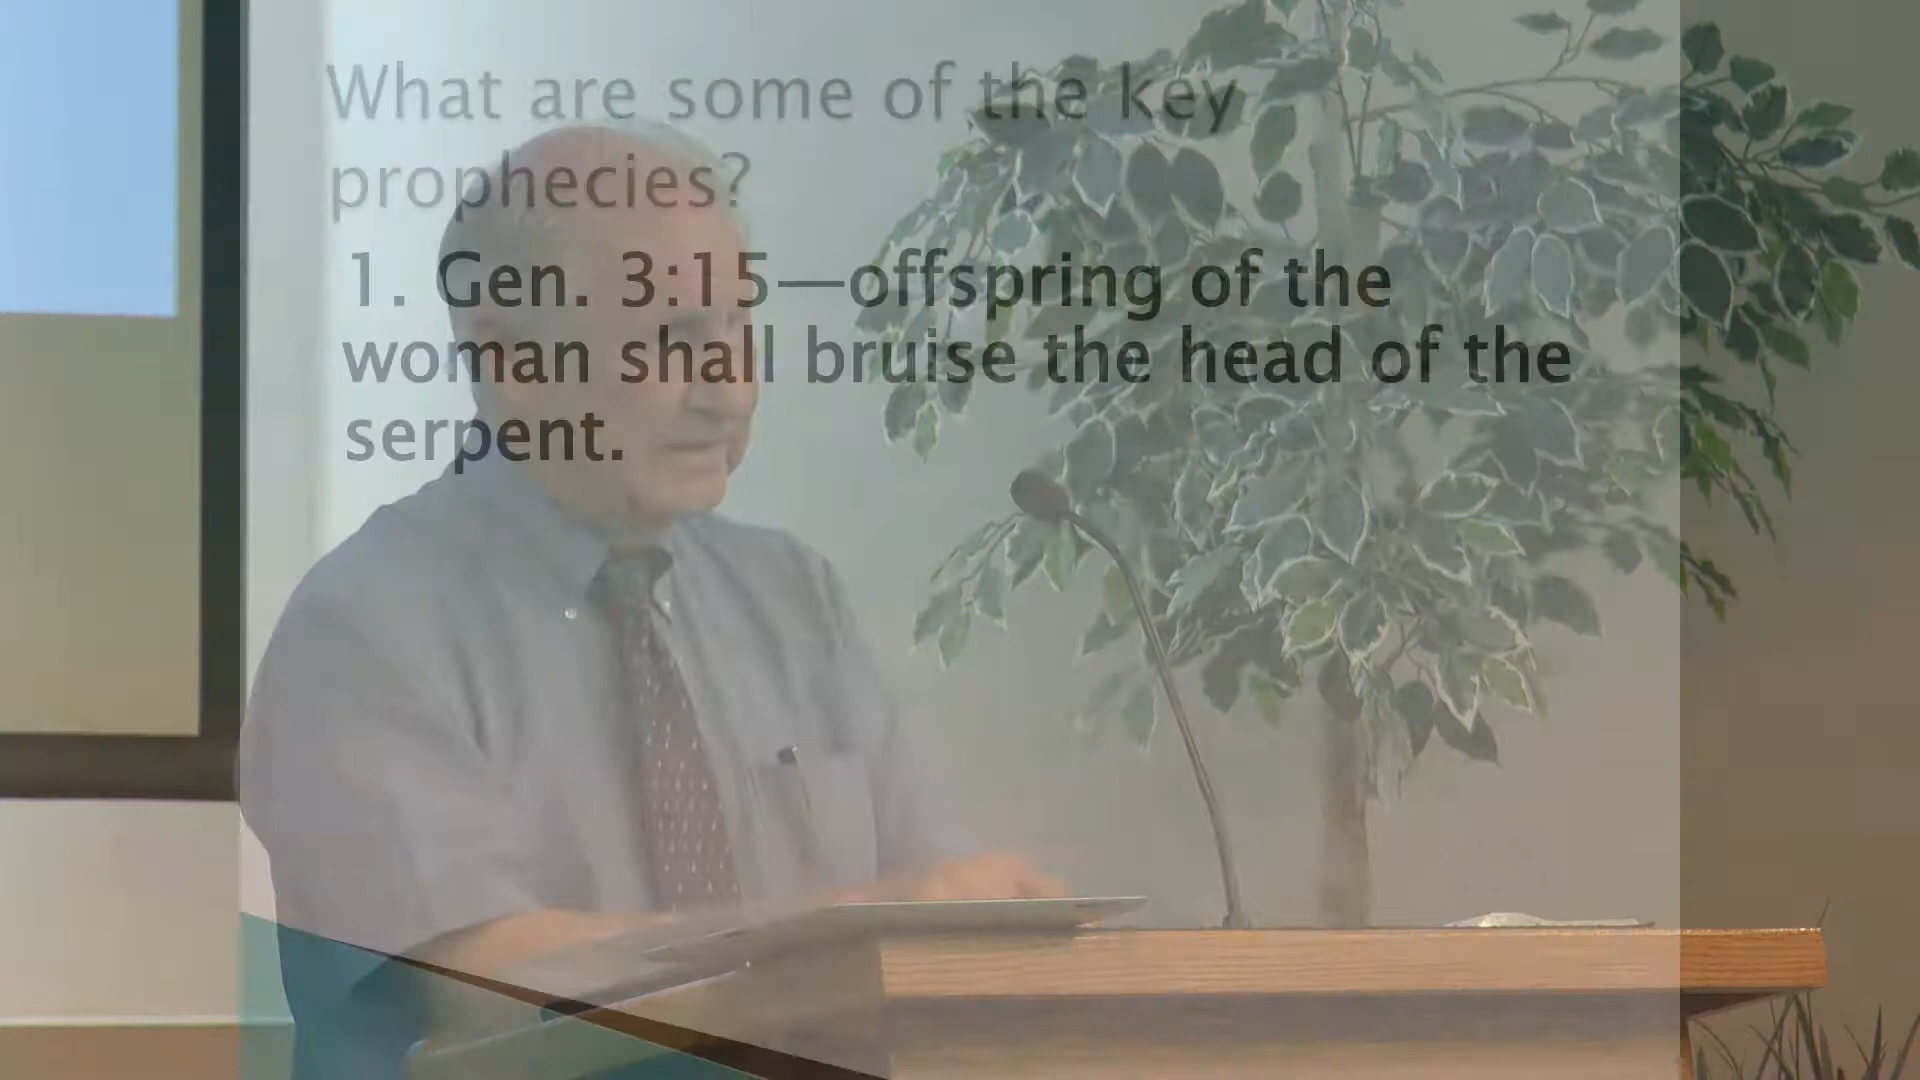 What are some of the key
prophecies?
1. Gen. 3:15—offspring of the
woman shall bruise the head of the
serpent.